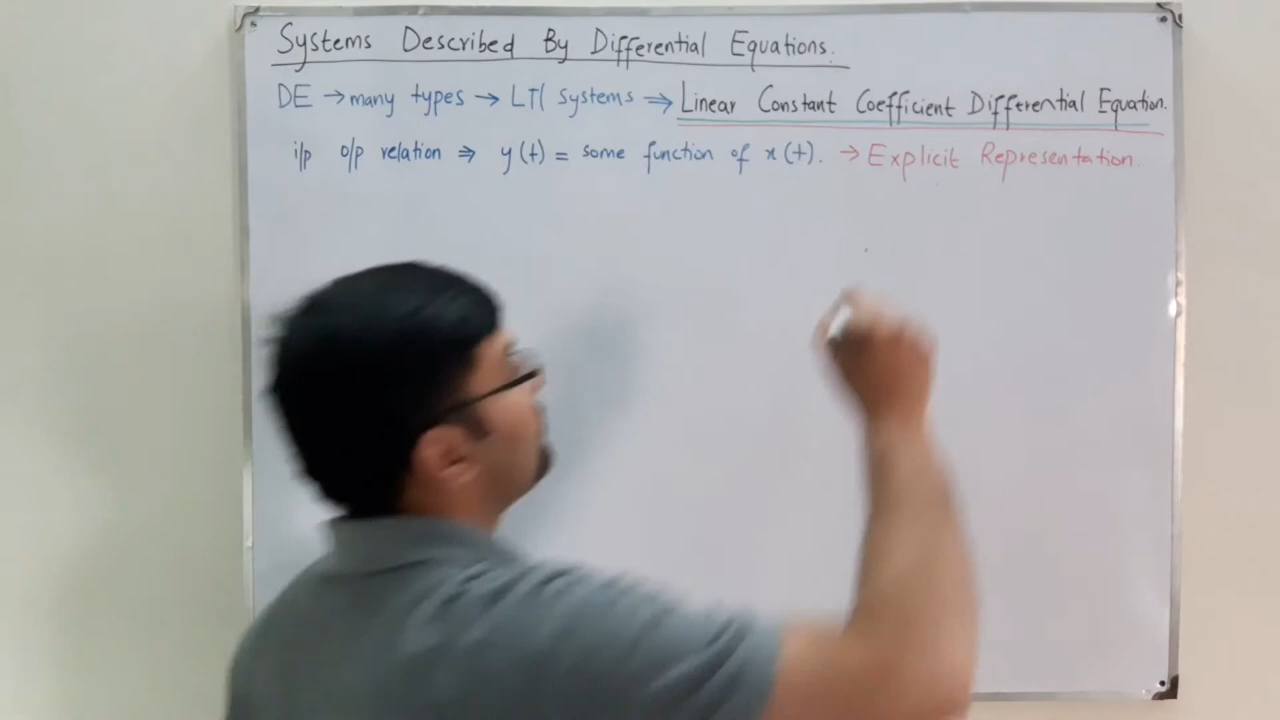 Systems Described By Differential Equations.
DE → many types → LTI systems ⇒ Linear Constant Coefficient Differential Equation.
i/p o/p relation ⇒ y(t) = some function of x(t). → Explicit Representation.